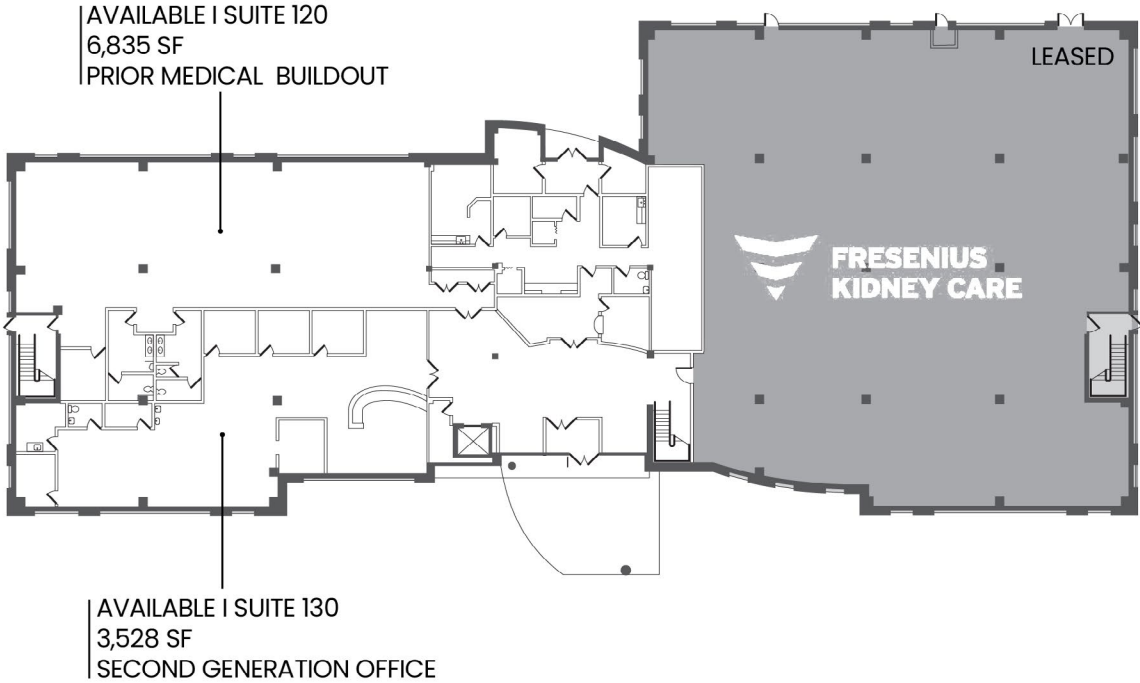 AVAILABLE I SUITE 120
6,835 SF
PRIOR MEDICAL BUILDOUT
LEASED
FRESENIUS
KIDNEY CARE
AVAILABLE I SUITE 130
3,528 SF
SECOND GENERATION OFFICE